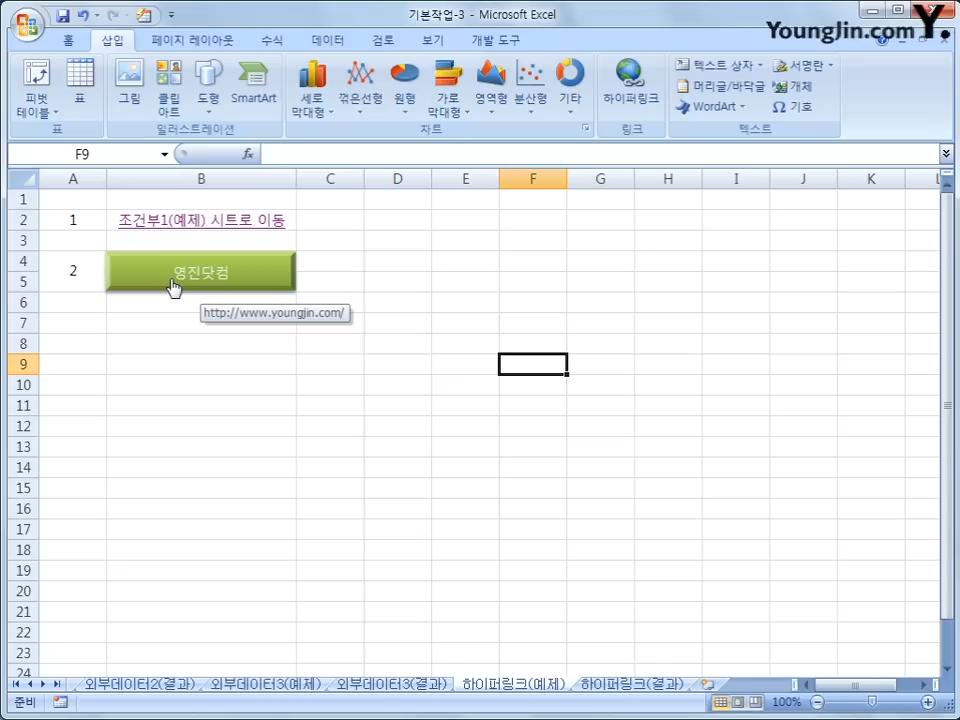 기본작업-3 - Microsoft Excel
YoungJin.com Y.
홈 삽입 페이지 레이아웃 수식 데이터 검토 보기 개발 도구
피벗 테이블 표 그림 클립 아트 도형 SmartArt 세로 막대형 꺾은선형 원형 가로 막대형 영역형 분산형 기타 하이퍼링크 텍스트 상자 서명란
머리글/바닥글 개체
WordArt Ω 기호
표 일러스트레이션 차트 링크 텍스트
F9 fx
A B C D E F G H I J K L
1
2 1 조건부1(예제) 시트로 이동
3
4 2 영진닷컴
5
6 http://www.youngjin.com/
7
8
9
10
11
12
13
14
15
16
17
18
19
20
21
22
23
24
외부데이터2(결과) 외부데이터3(예제) 외부데이터3(결과) 하이퍼링크(예제) 하이퍼링크(결과)
준비 100%